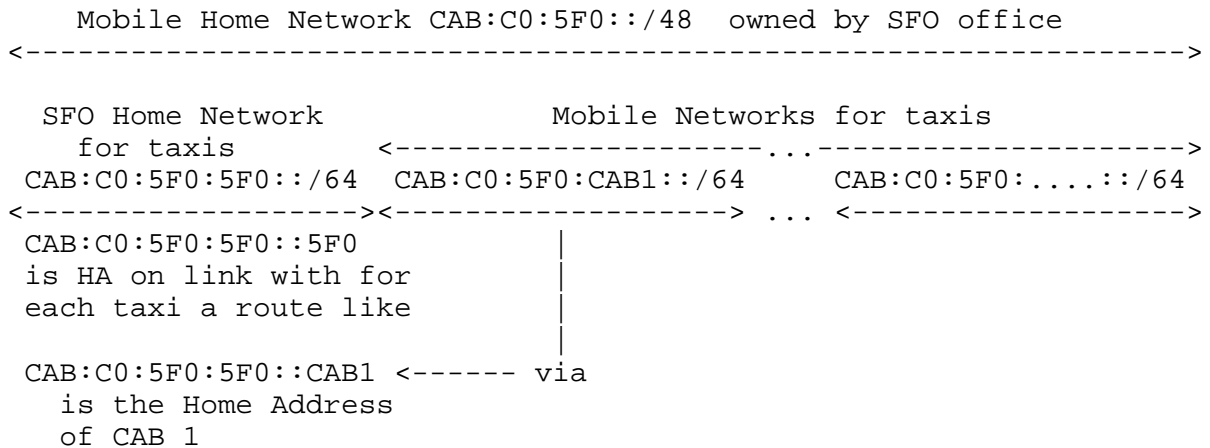 Mobile Home Network CAB:C0:5F0::/48  owned by SFO office
<------------------------------------------------------------------>
SFO Home Network             Mobile Networks for taxis
for taxis        <---------------------...--------------------->
CAB:C0:5F0:5F0::/64  CAB:C0:5F0:CAB1::/64     CAB:C0:5F0:....::/64
<-------------------><-------------------> ... <------------------->
CAB:C0:5F0:5F0::5F0            |
is HA on link with for         |
each taxi a route like         |
|
CAB:C0:5F0:5F0::CAB1 <------ via
is the Home Address
of CAB 1